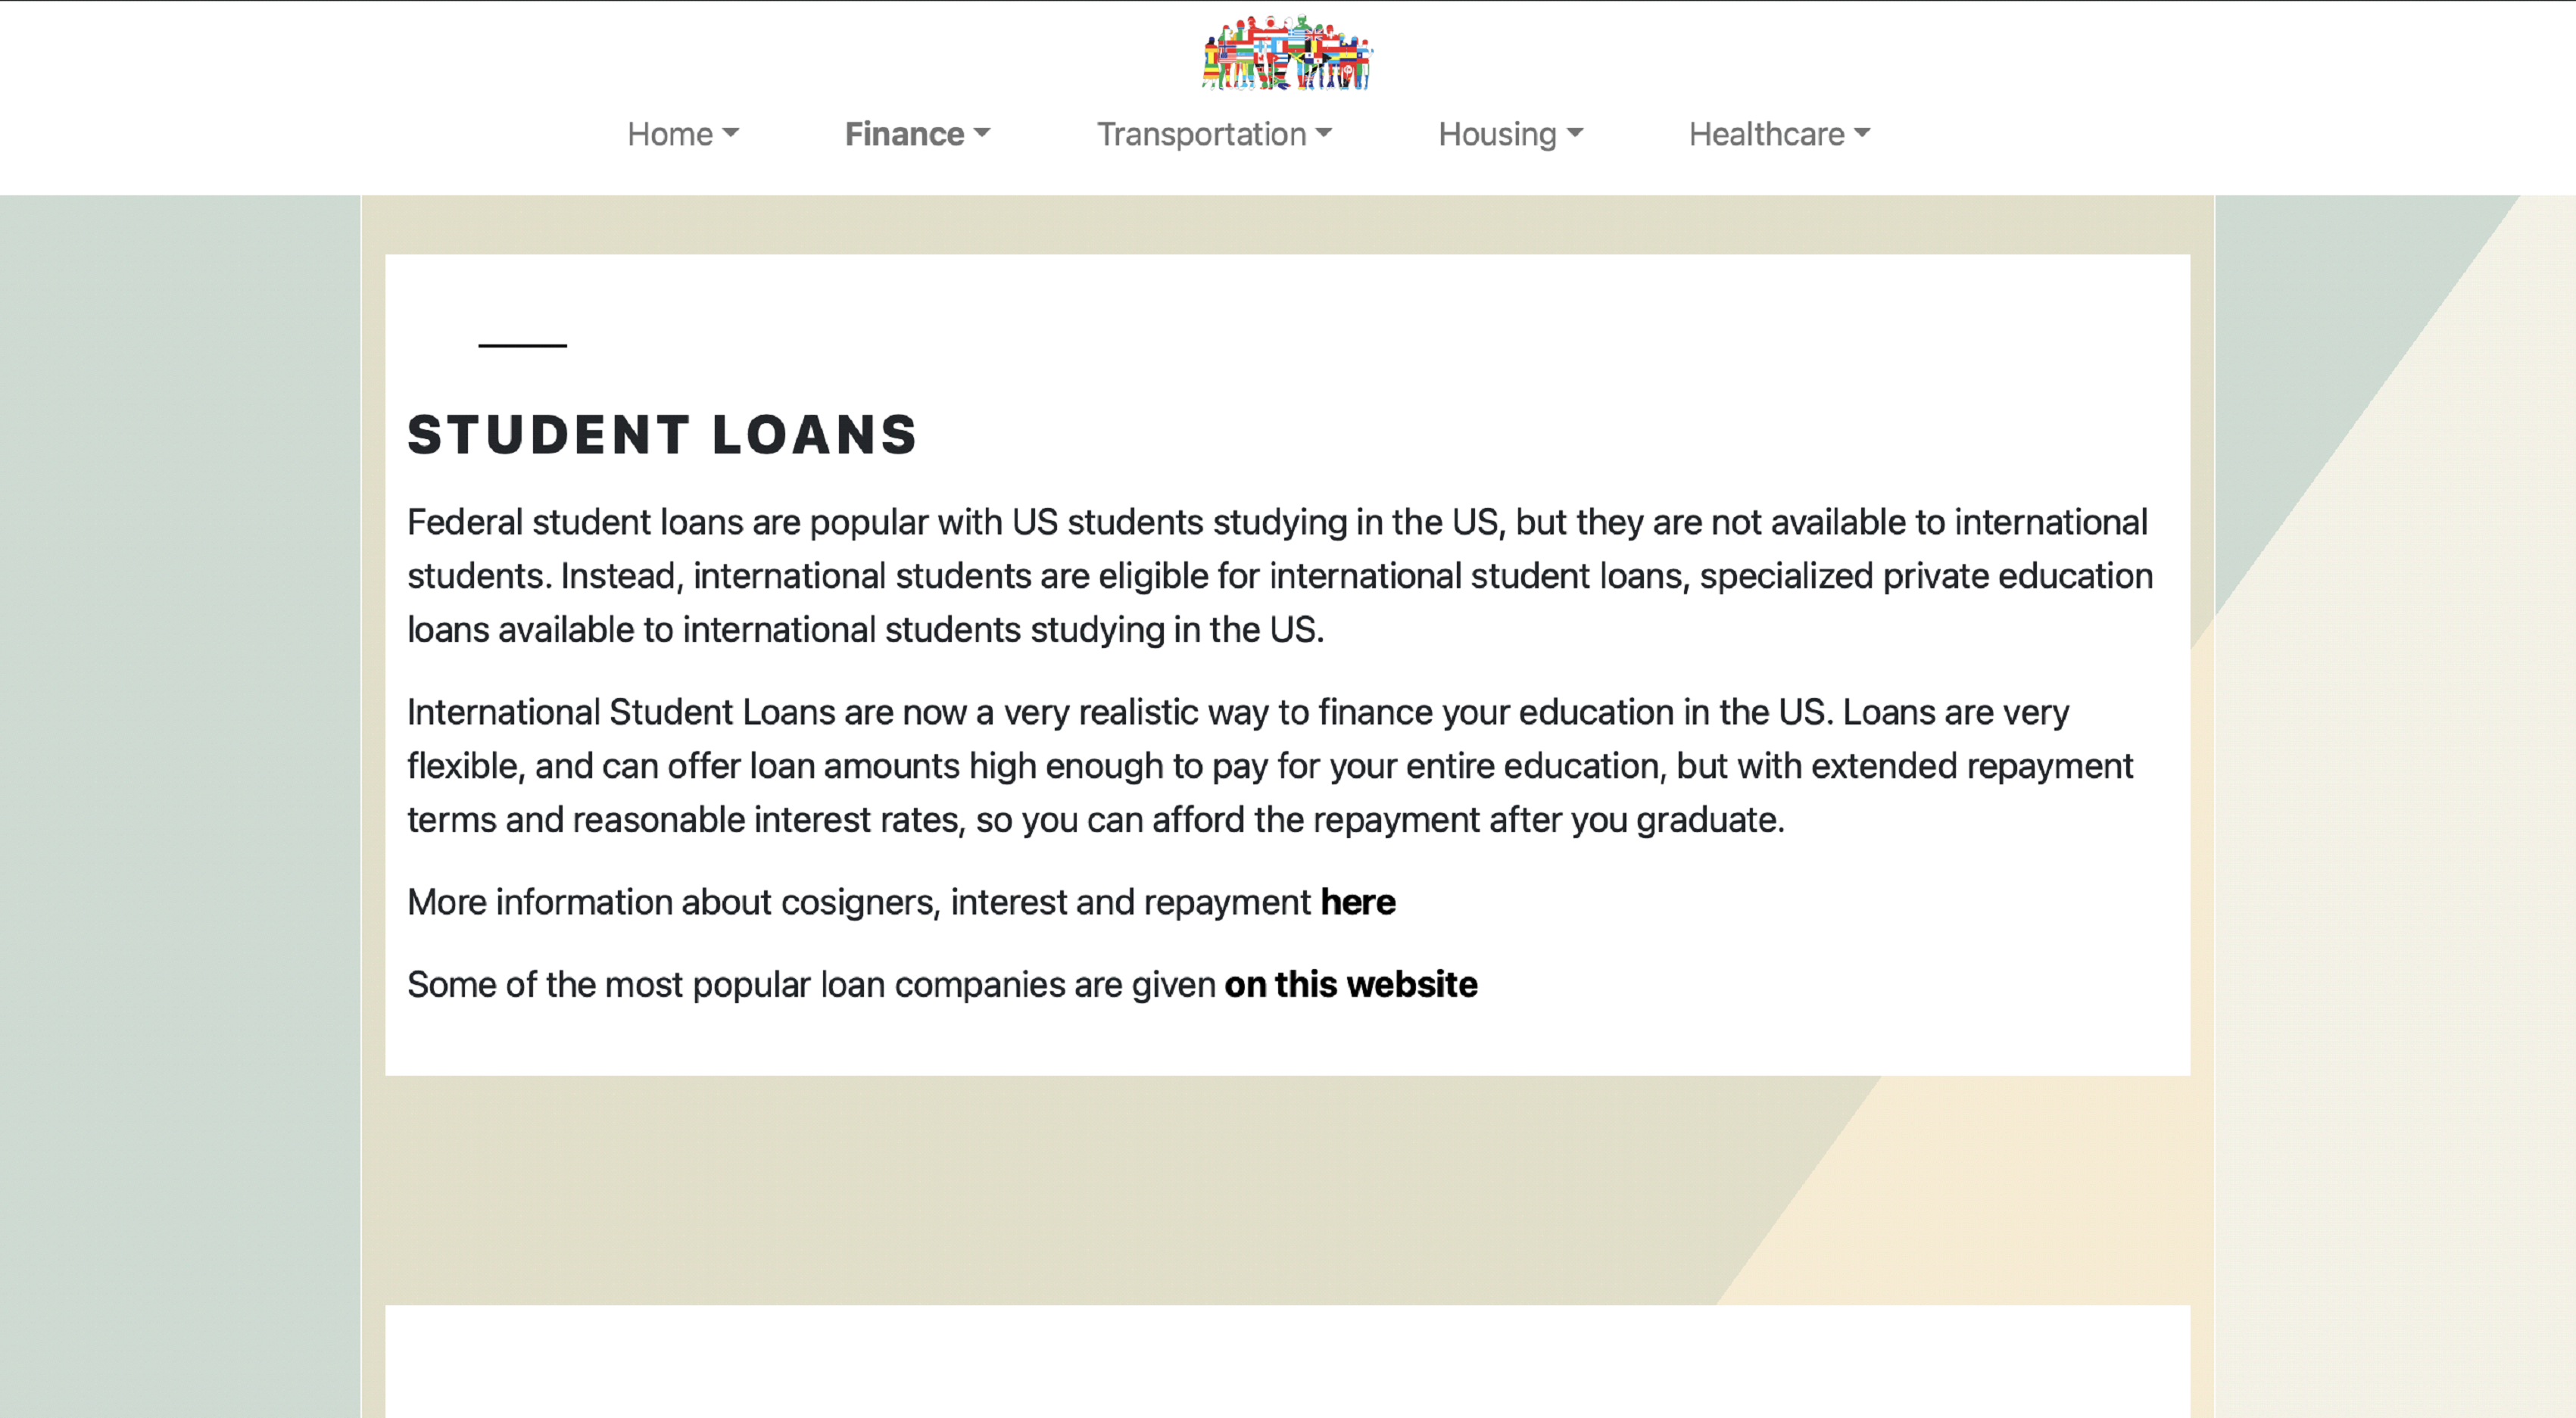 Home Finance Transportation Housing Healthcare
STUDENT LOANS
Federal student loans are popular with US students studying in the US, but they are not available to international
students. Instead, international students are eligible for international student loans, specialized private education
loans available to international students studying in the US.
International Student Loans are now a very realistic way to finance your education in the US. Loans are very
flexible, and can offer loan amounts high enough to pay for your entire education, but with extended repayment
terms and reasonable interest rates, so you can afford the repayment after you graduate.
More information about cosigners, interest and repayment here
Some of the most popular loan companies are given on this website